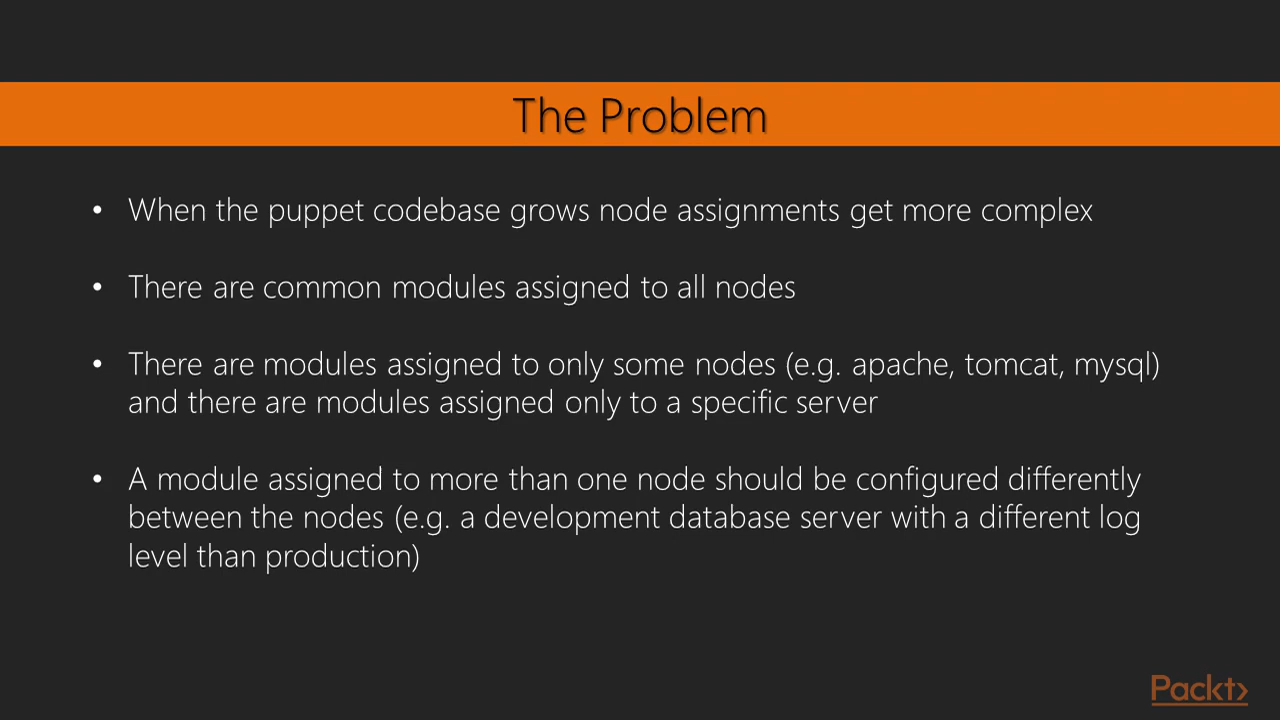 The Problem
• When the puppet codebase grows node assignments get more complex
• There are common modules assigned to all nodes
• There are modules assigned to only some nodes (e.g. apache, tomcat, mysql)
and there are modules assigned only to a specific server
• A module assigned to more than one node should be configured differently
between the nodes (e.g. a development database server with a different log
level than production)
Packt>